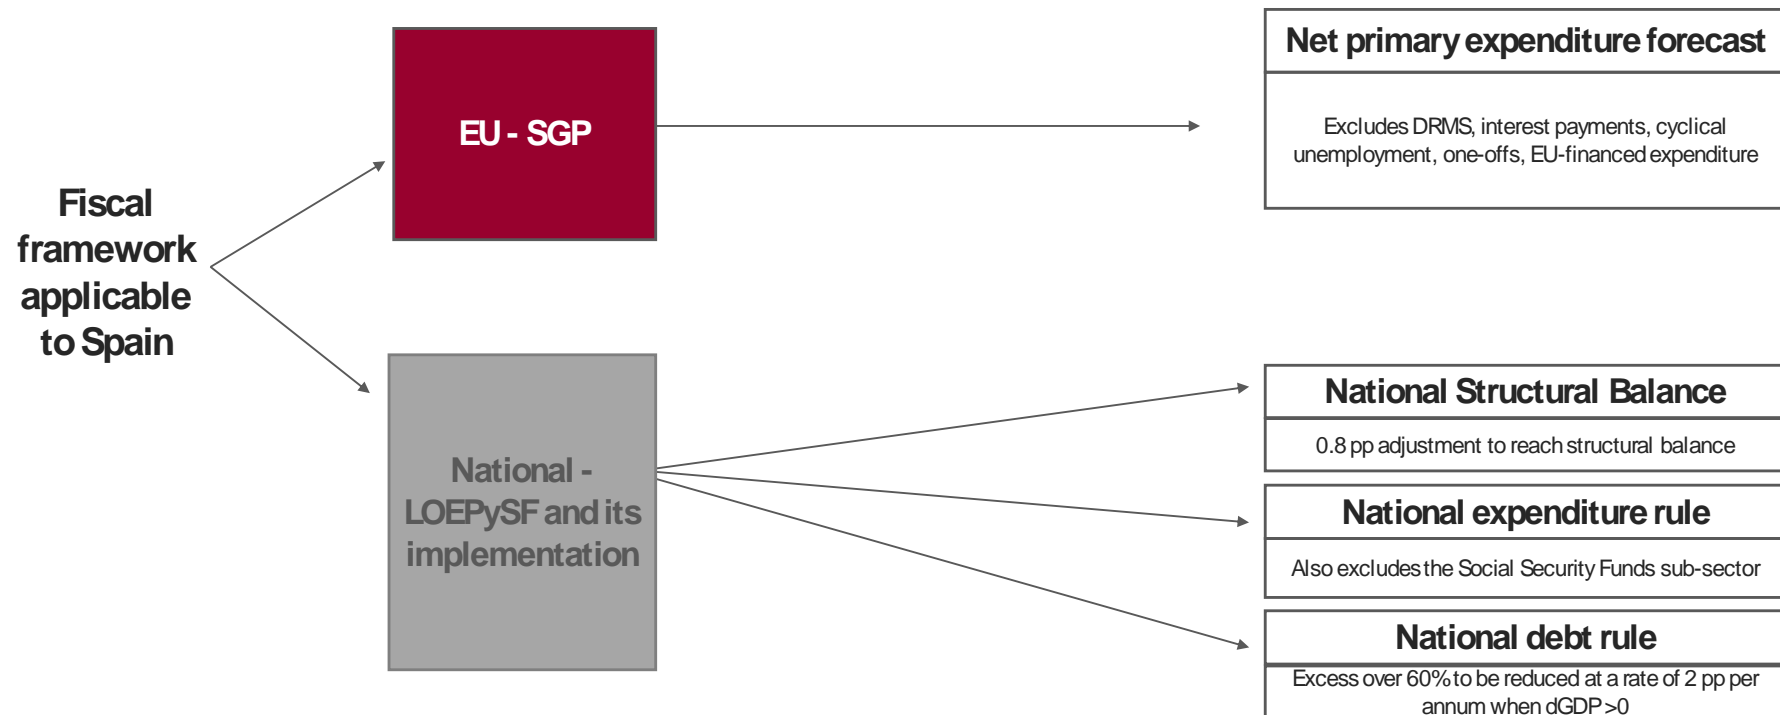 Fiscal
framework
applicable
to Spain
EU - SGP
National -
LOEPySF and its
implementation
Net primary expenditure forecast
Excludes DRMS, interest payments, cyclical
unemployment, one-offs, EU-financed expenditure
National Structural Balance
0.8 pp adjustment to reach structural balance
National expenditure rule
Also excludes the Social Security Funds sub-sector
National debt rule
Excess over 60% to be reduced at a rate of 2 pp per
annum when dGDP >0